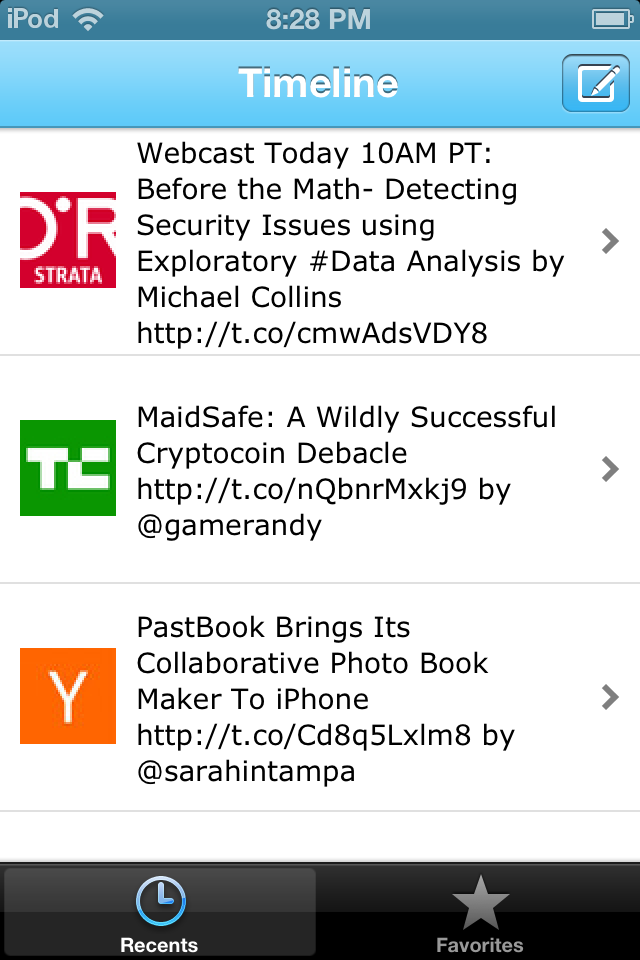 iPod 8:28 PM
Timeline
Webcast Today 10AM PT:
Before the Math- Detecting
Security Issues using
Exploratory #Data Analysis by
Michael Collins
http://t.co/cmwAdsVDY8
O'R
STRATA
MaidSafe: A Wildly Successful
Cryptocoin Debacle
http://t.co/nQbnrMxkj9 by
@gamerandy
TC
PastBook Brings Its
Collaborative Photo Book
Maker To iPhone
http://t.co/Cd8q5Lxlm8 by
@sarahintampa
Y
Recents
Favorites